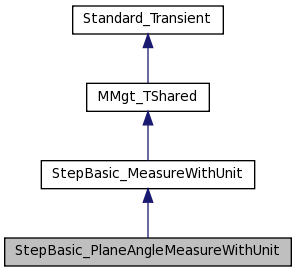 Standard_Transient
MMgt_TShared
StepBasic_MeasureWithUnit
StepBasic_PlaneAngleMeasureWithUnit